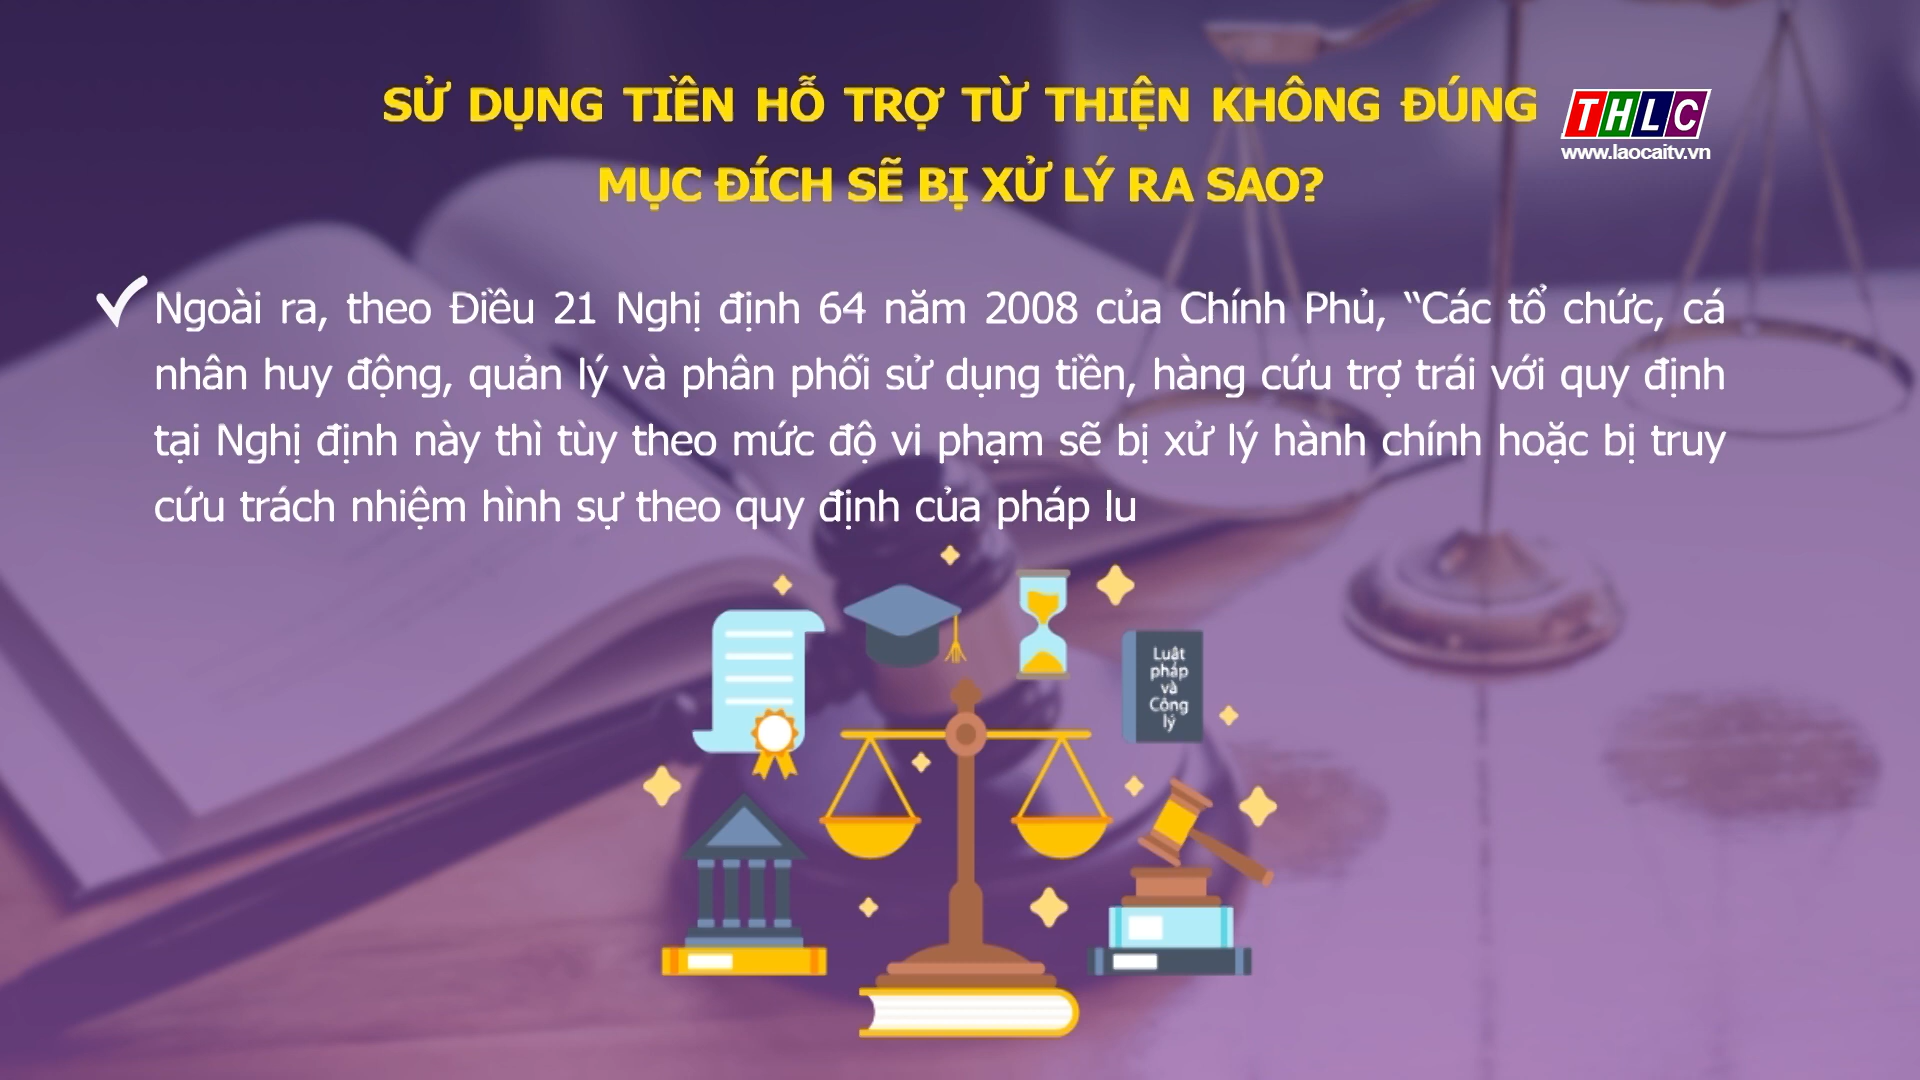 SỬ DỤNG TIỀN HỖ TRỢ TỪ THIỆN KHÔNG ĐÚNG
MỤC ĐÍCH SẼ BỊ XỬ LÝ RA SAO?
THLC
www.laocaitv.vn
Ngoài ra, theo Điều 21 Nghị định 64 năm 2008 của Chính Phủ, “Các tổ chức, cá
nhân huy động, quản lý và phân phối sử dụng tiền, hàng cứu trợ trái với quy định
tại Nghị định này thì tùy theo mức độ vi phạm sẽ bị xử lý hành chính hoặc bị truy
cứu trách nhiệm hình sự theo quy định của pháp lu
Luật
pháp
và
Công
lý